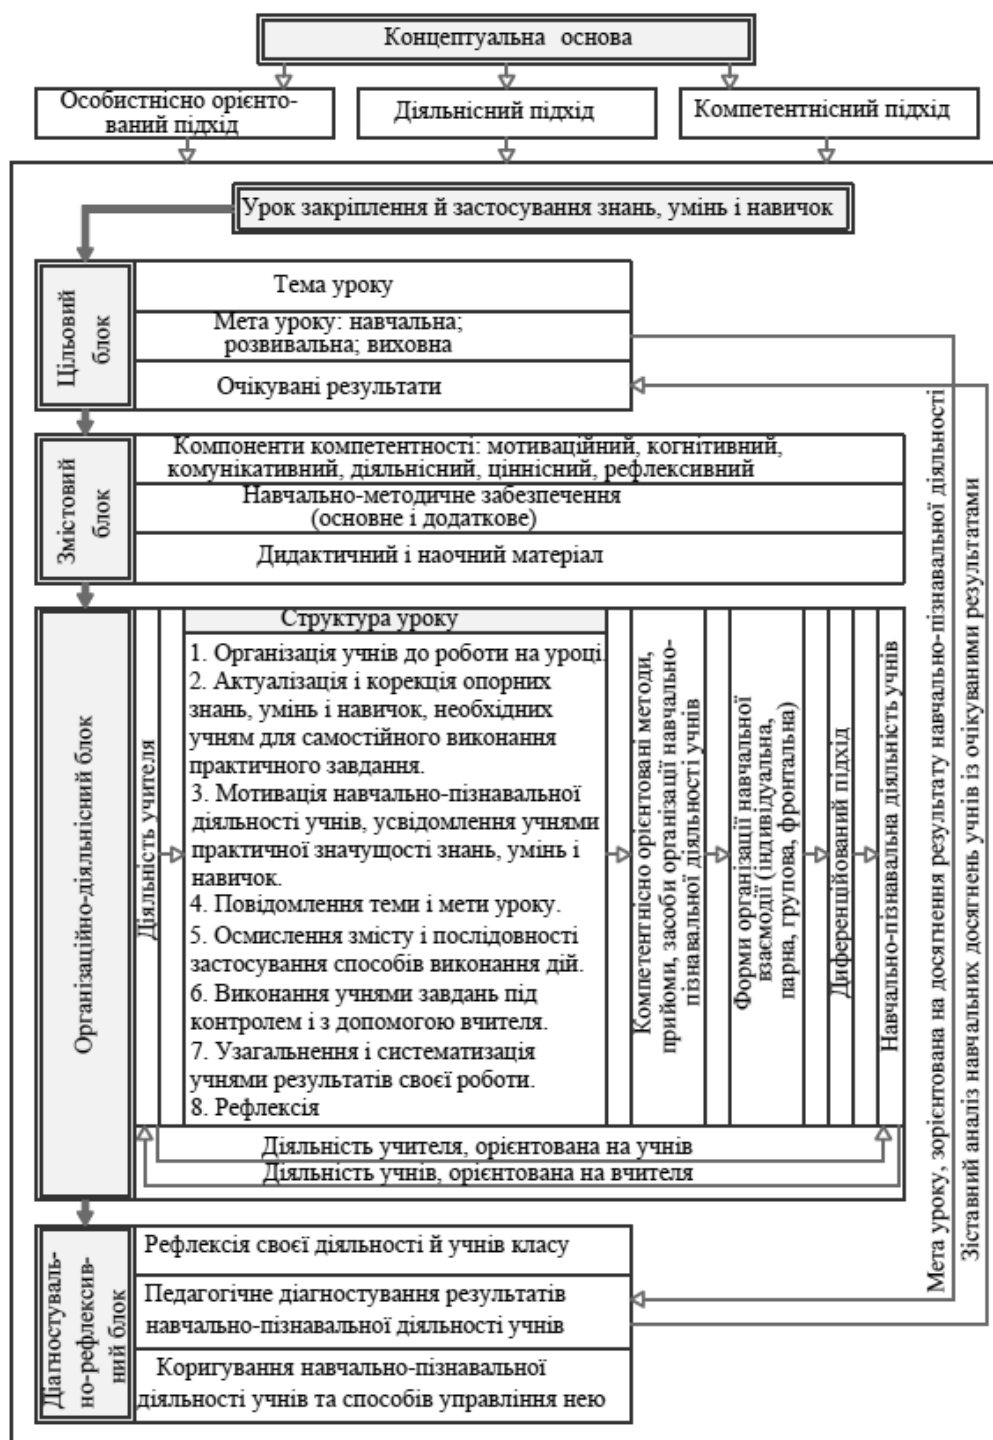 Концептуальна основа
Особистнісно орієнто-
ваний підхід
Діяльнісний підхід
Компетентнісний підхід
Урок закріплення й застосування знань, умінь і навичок
Цільовий
блок
Тема уроку
Мета уроку: навчальна;
розвивальна; виховна
Очікувані результати
Змістовий
блок
Компоненти компетентності: мотиваційний, когнітивний,
комунікативний, діяльнісний, ціннісний, рефлексивний
Навчально-методичне забезпечення
(основне і додаткове)
Дидактичний і наочний матеріал
Організаційно-діяльнісний блок
Діяльність учителя
Структура уроку
1. Організація учнів до роботи на уроці.
2. Актуалізація і корекція опорних
знань, умінь і навичок, необхідних
учням для самостійного виконання
практичного завдання.
3. Мотивація навчально-пізнавальної
діяльності учнів, усвідомлення учнями
практичної значущості знань, умінь і
навичок.
4. Повідомлення теми і мети уроку.
5. Осмислення змісту і послідовності
застосування способів виконання дій.
6. Виконання учнями завдань під
контролем і з допомогою вчителя.
7. Узагальнення і систематизація
учнями результатів своєї роботи.
8. Рефлексія
Компетентнісно орієнтовані методи,
прийоми, засоби організації навчально-
пізнавальної діяльності учнів
Форми організації навчальної
взаємодії (індивідуальна,
парна, групова, фронтальна)
Диференційований підхід
Навчально-пізнавальна діяльність учнів
Діяльність учителя, орієнтована на учнів
Діяльність учнів, орієнтована на вчителя
Діагностуваль-
но-рефлексив-
ний блок
Рефлексія своєї діяльності й учнів класу
Педагогічне діагностування результатів
навчально-пізнавальної діяльності учнів
Коригування навчально-пізнавальної
діяльності учнів та способів управління нею
Мета уроку, зорієнтована на досягнення результату навчально-пізнавальної діяльності
Зіставний аналіз навчальних досягнень учнів із очікуваними результатами